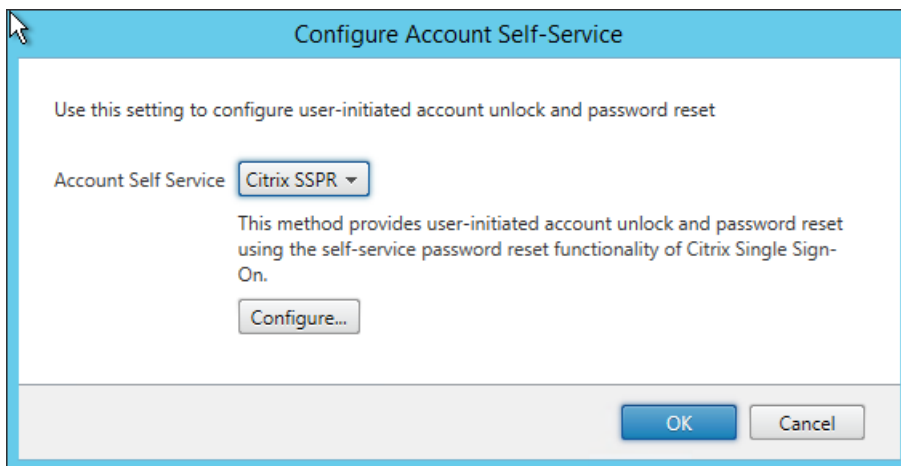 Configure Account Self-Service
Use this setting to configure user-initiated account unlock and password reset
Account Self Service Citrix SSPR
This method provides user-initiated account unlock and password reset
using the self-service password reset functionality of Citrix Single Sign-
On.
Configure...
OK Cancel